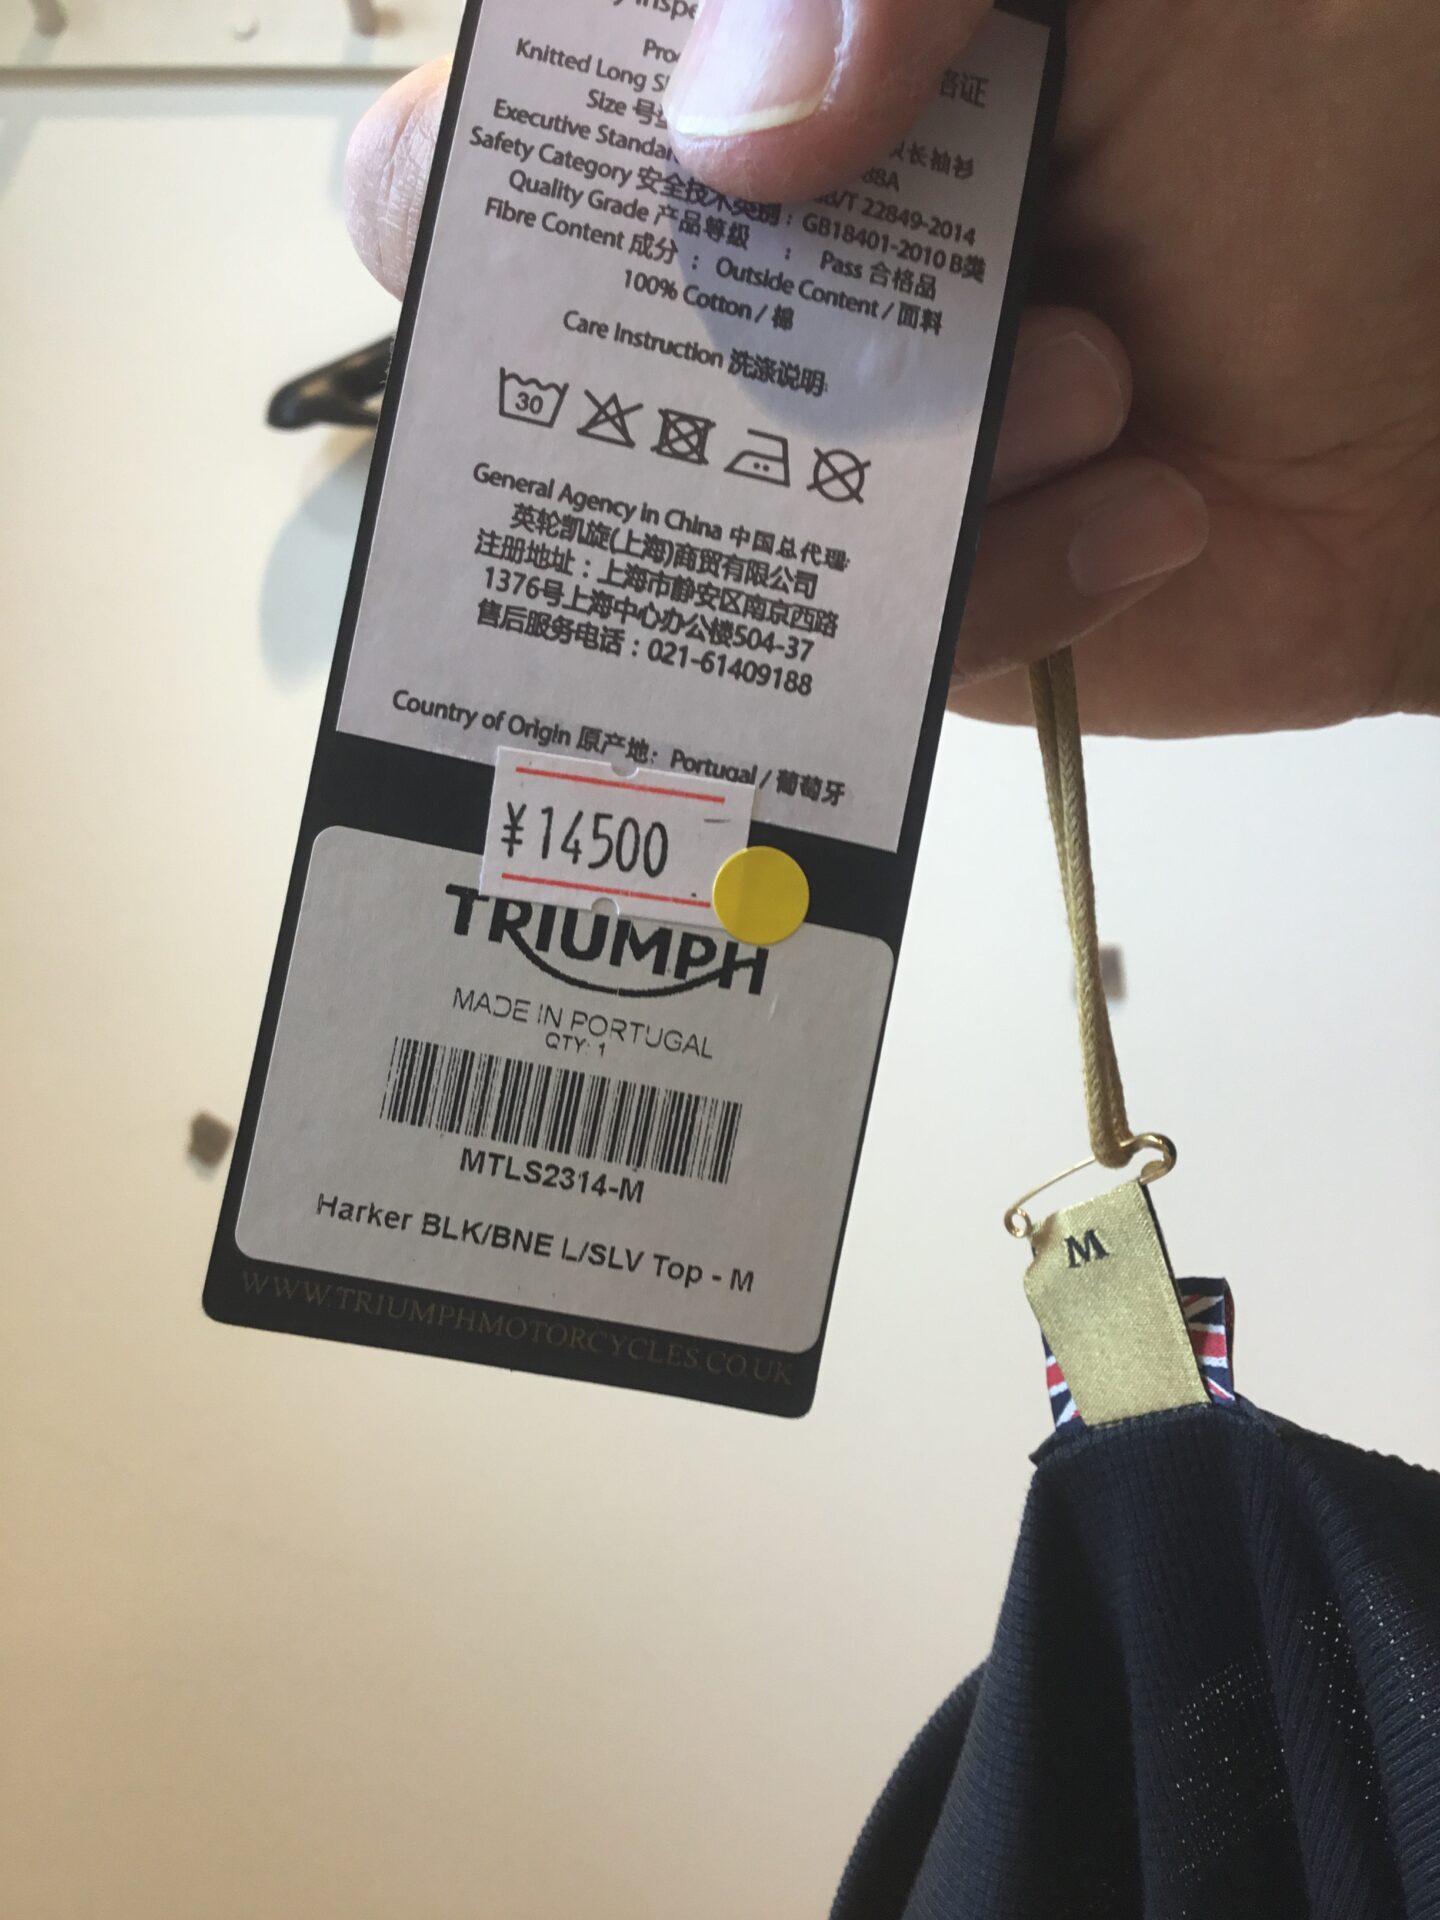 Knitted Long
Size 号
Executive Standar
长袖衫
Safety Category 安全技术类别 :
88A
Quality Grade 产品等级 :
/T 22849-2014
Fibre Content 成分 :
GB18401-2010 B类
Pass 合格品
Outside Content / 面料
100% Cotton / 棉
Care Instruction 洗涤说明:
30
General Agency in China 中国总代理:
英轮凯旋(上海)商贸有限公司
注册地址：上海市静安区南京西路
1376号上海中心办公楼504-37
售后服务电话：021-61409188
Country of Origin 原产地: Portugal / 葡萄牙
¥14500
TRIUMPH
MADE IN PORTUGAL
QTY: 1
MTLS2314-M
Harker BLK/BNE L/SLV Top - M
WWW.TRIUMPHMOTORCYCLES.CO.UK
M